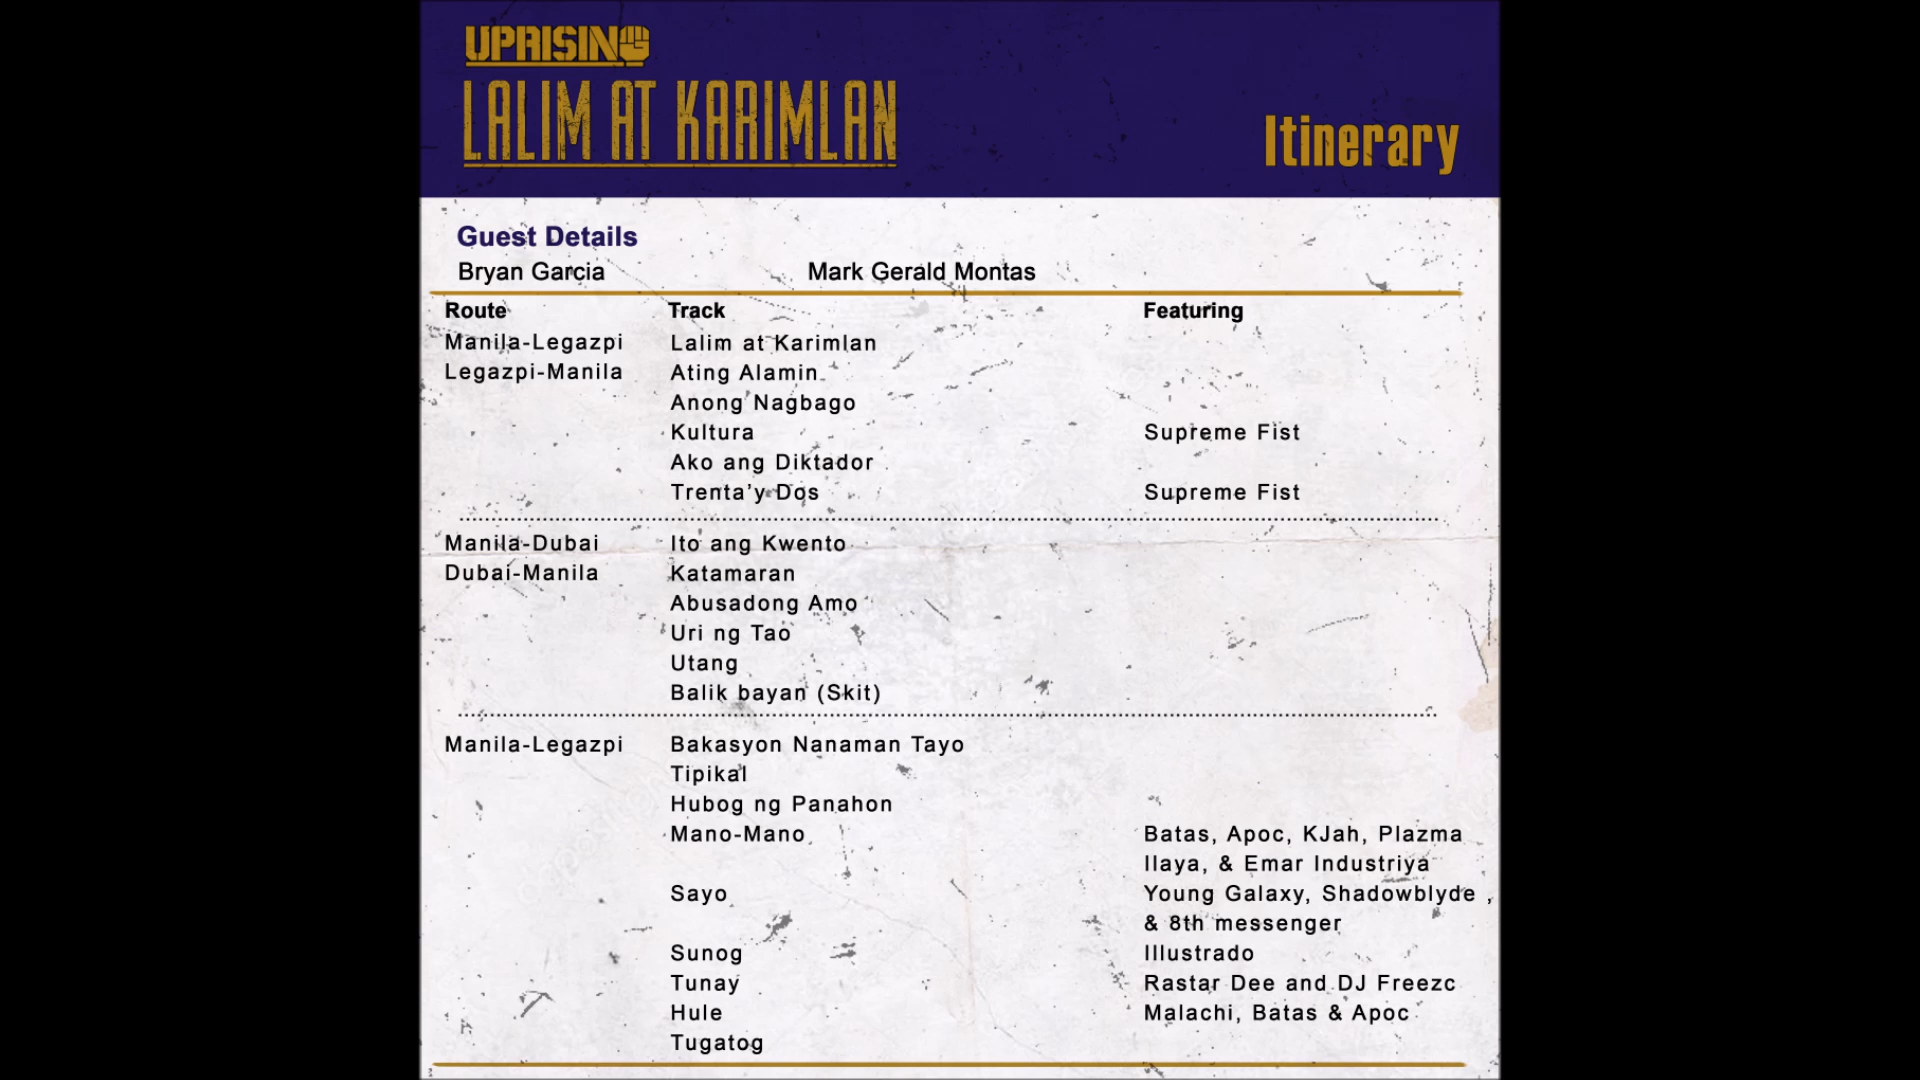 UPRISING
LALIM AT KARIMLAN
Itinerary
Guest Details
Bryan Garcia Mark Gerald Montas
Route Track Featuring
Manila-Legazpi Lalim at Karimlan
Legazpi-Manila Ating Alamin
Anong Nagbago
Kultura Supreme Fist
Ako ang Diktador
Trenta'y Dos Supreme Fist
Manila-Dubai Ito ang Kwento
Dubai-Manila Katamaran
Abusadong Amo
Uri ng Tao
Utang
Balik bayan (Skit)
Manila-Legazpi Bakasyon Nanaman Tayo
Tipikal
Hubog ng Panahon
Mano-Mano Batas, Apoc, KJah, Plazma
Ilaya, & Emar Industriya
Sayo Young Galaxy, Shadowblyde ,
& 8th messenger
Sunog Illustrado
Tunay Rastar Dee and DJ Freezc
Hule Malachi, Batas & Apoc
Tugatog